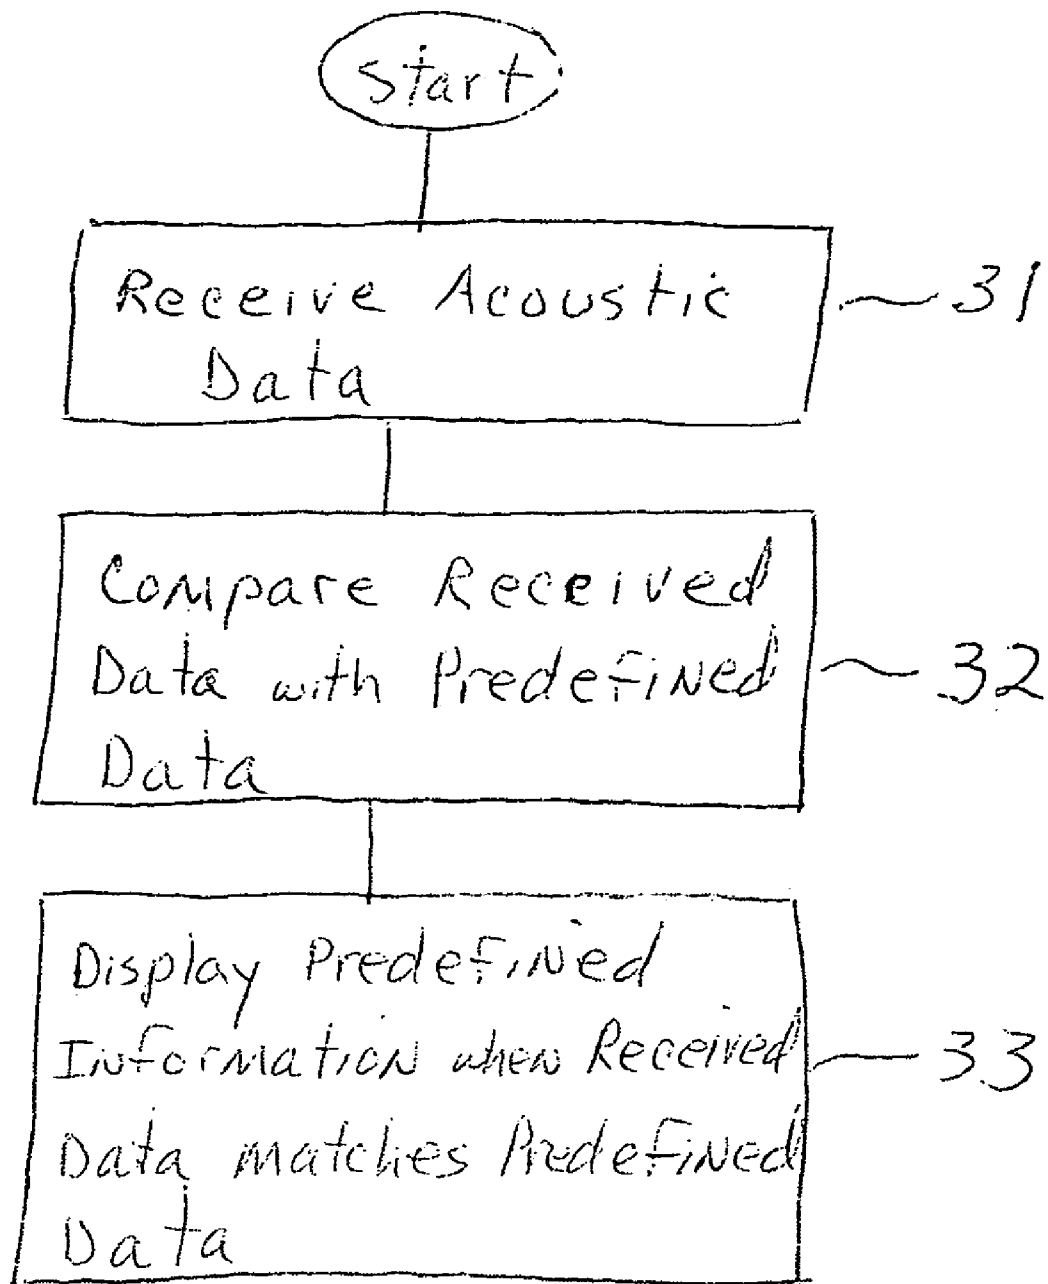 Start
Receive Acoustic
Data
31
Compare Received
Data with Predefined
Data
32
Display Predefined
Information when Received
Data matches Predefined
Data
33